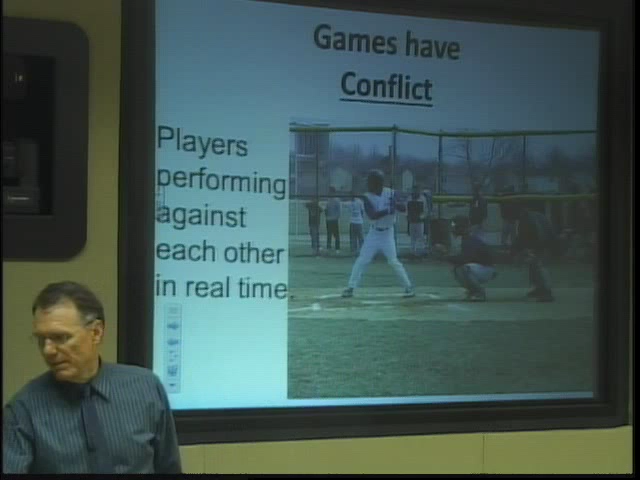 Games have
Conflict
Players
performing
against
each other
in real time.